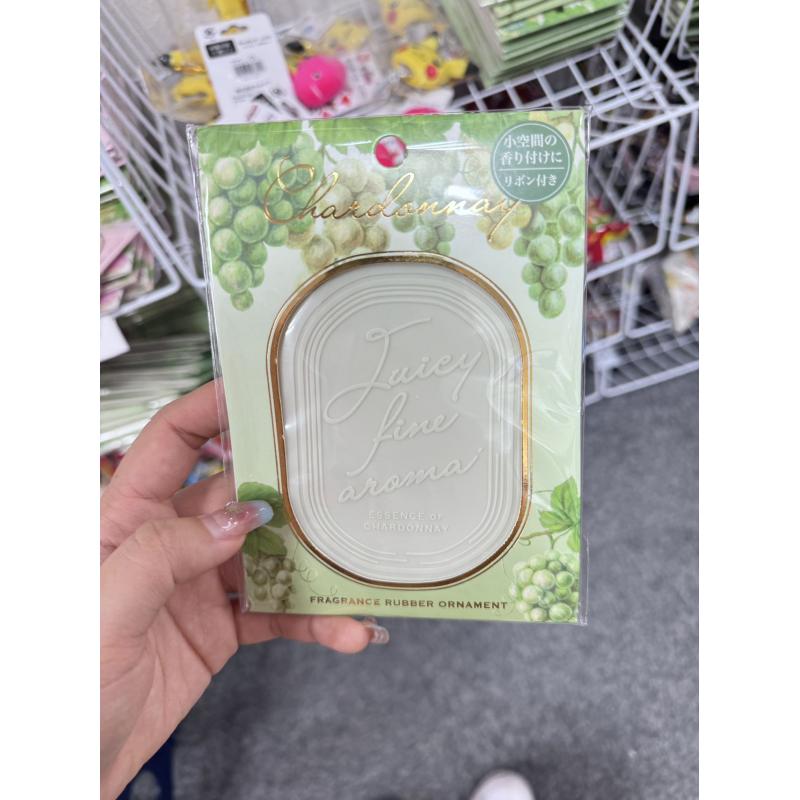 小空間の
香り付けに
リボン付き
Chardonnay
Juicy
fine
aroma
ESSENCE OF
CHARDONNAY
FRAGRANCE RUBBER ORNAMENT